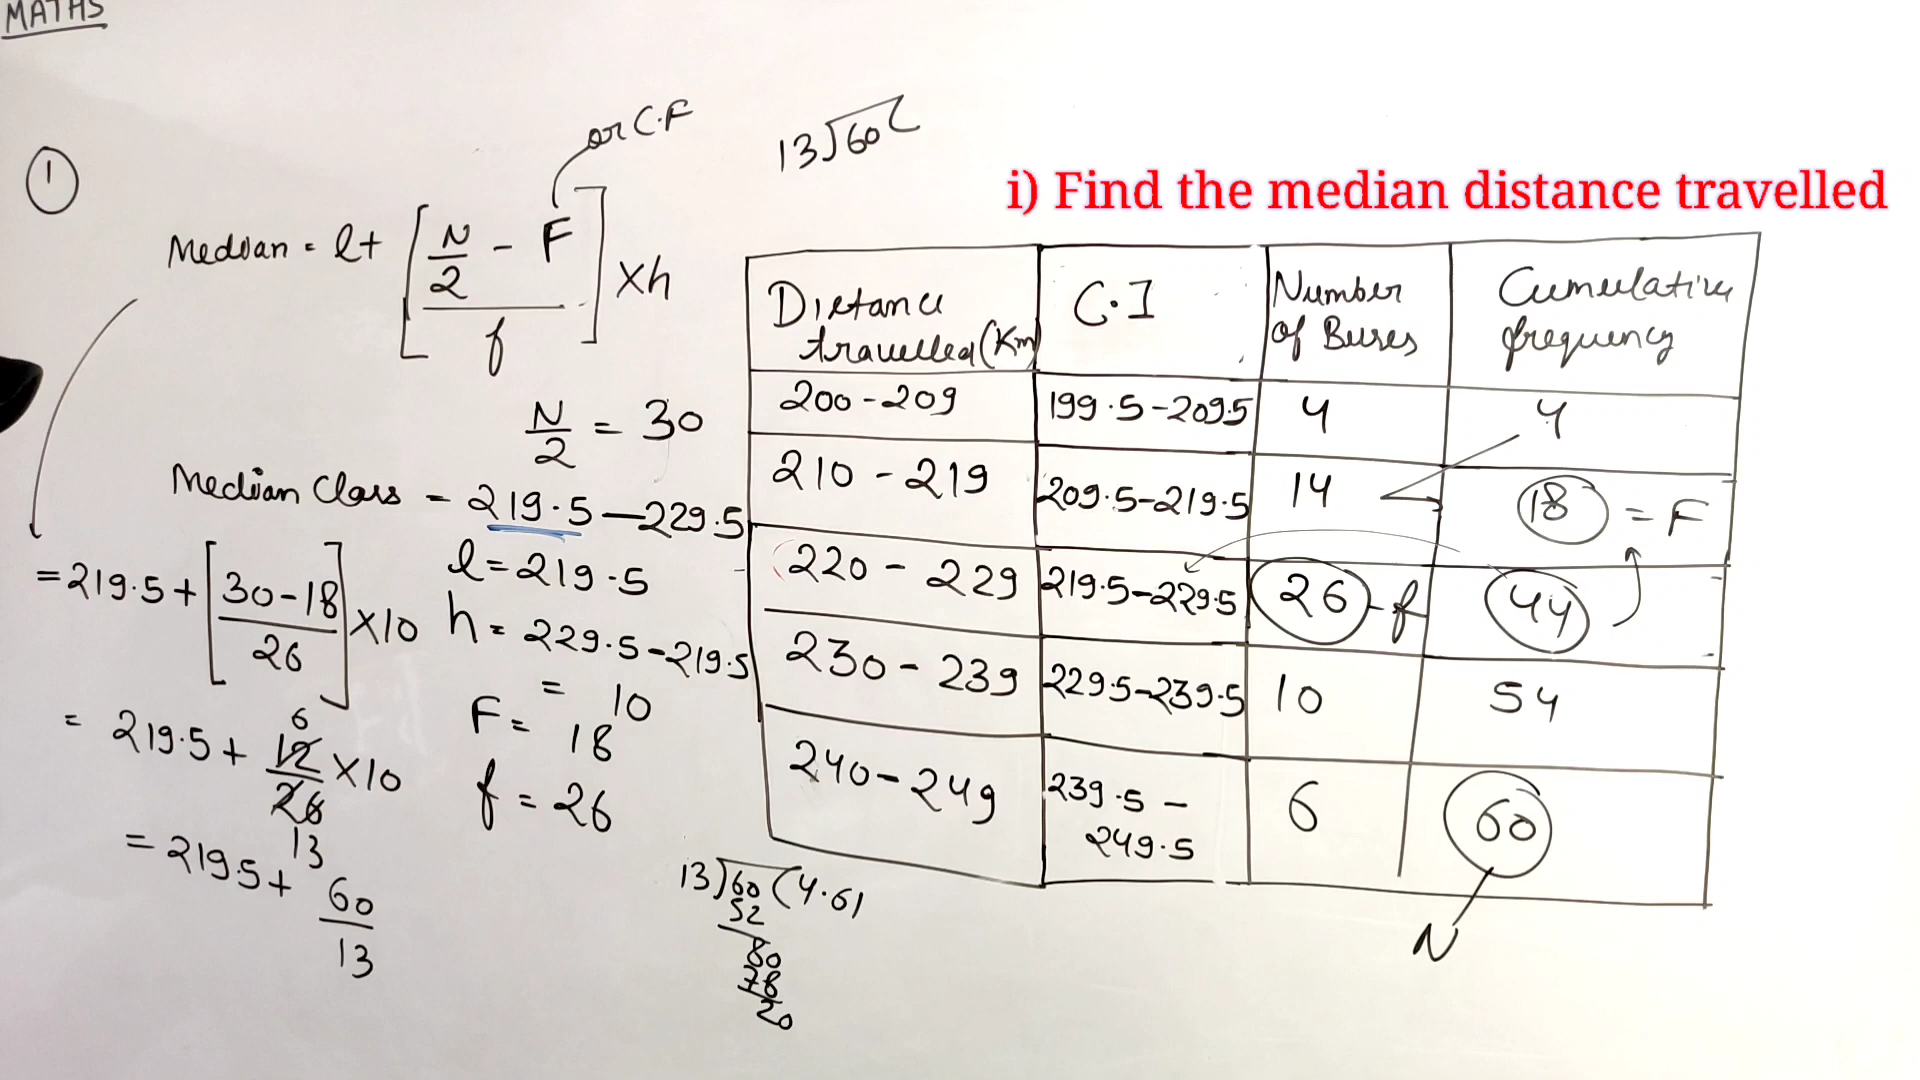 MATHS
1
or C.F
13)60(
i) Find the median distance travelled
Median = l+ [N/2 - F / f] xh
N/2 = 30
Median Class - 219.5—229.5
l=219.5
h= 229.5-219.5
= 10
F= 18
f = 26
=219.5+[30-18/26]x10
= 219.5+ 12/26 x10
6
13
=219.5+ 60/13
13)60(4.61
52
80
78
20
Distance travelled (Km) C.I Number of Buses Cumulative frequency
200-209 199.5-209.5 4 4
210-219 209.5-219.5 14 18 = F
220-229 219.5-229.5 26 - f 44
230-239 229.5-239.5 10 54
240-249 239.5-249.5 6 60
N